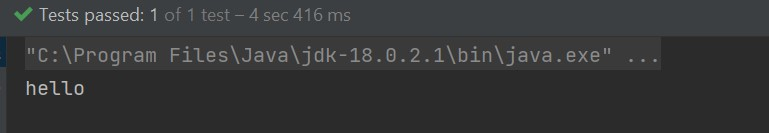 Tests passed: 1 of 1 test – 4 sec 416 ms
"C:\Program Files\Java\jdk-18.0.2.1\bin\java.exe" ...
hello